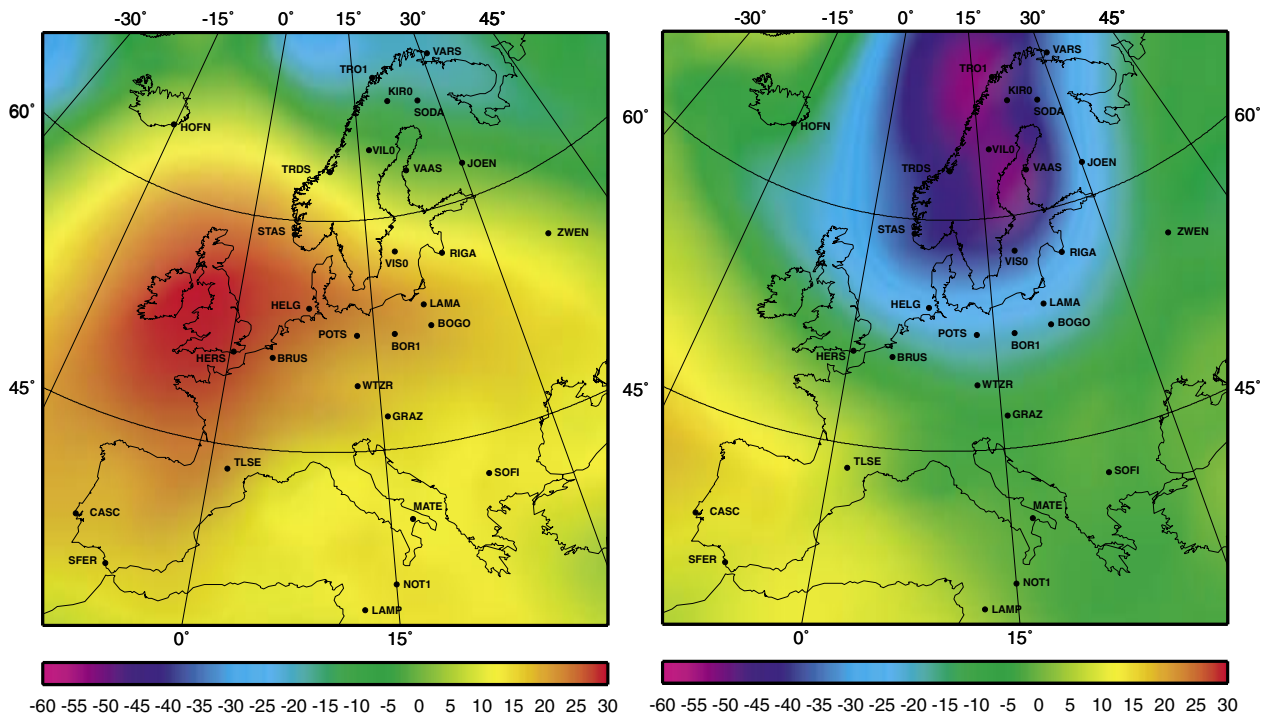 -30° -15° 0° 15° 30° 45°
-30° -15° 0° 15° 30° 45°
VARS
TRO1
KIR0
SODA
60°
HOFN
VIL0
JOEN
TRDS
VAAS
STAS
ZWEN
VIS0
RIGA
HELG
LAMA
POTS
BOGO
BOR1
HERS
BRUS
WTZR
45°
GRAZ
TLSE
SOFI
CASC
MATE
SFER
NOT1
LAMP
0° 15°
VARS
TRO1
KIR0
SODA
60°
60°
HOFN
VIL0
JOEN
TRDS
VAAS
STAS
ZWEN
VIS0
RIGA
HELG
LAMA
POTS
BOGO
BOR1
HERS
BRUS
WTZR
45°
45°
GRAZ
TLSE
SOFI
CASC
MATE
SFER
NOT1
LAMP
0° 15°
-60 -55 -50 -45 -40 -35 -30 -25 -20 -15 -10 -5 0 5 10 15 20 25 30
-60 -55 -50 -45 -40 -35 -30 -25 -20 -15 -10 -5 0 5 10 15 20 25 30